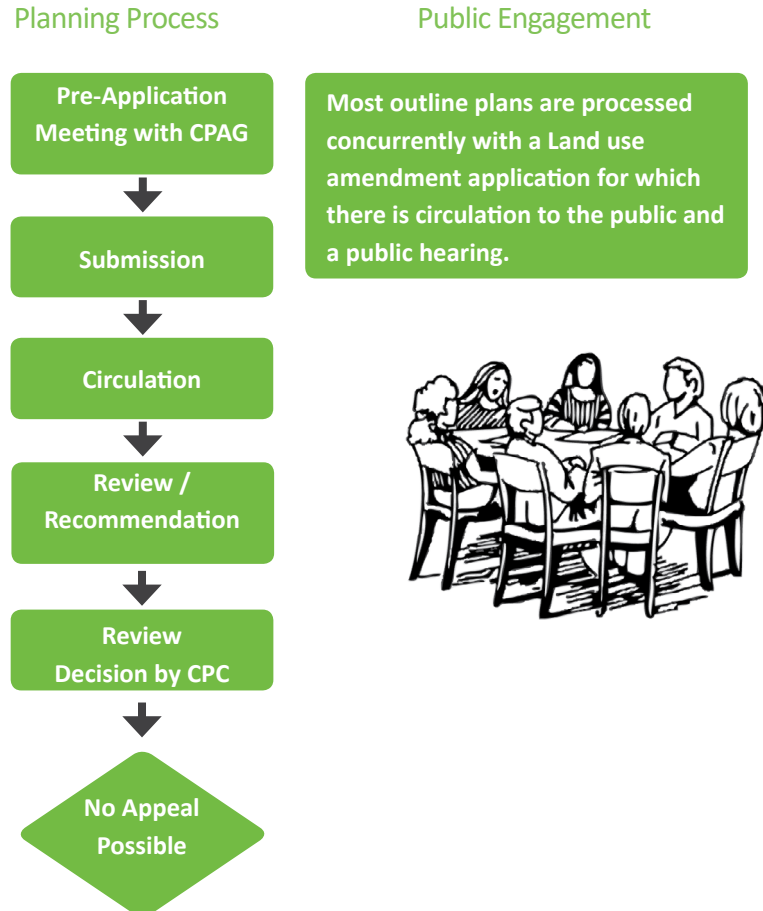 Planning Process
Public Engagement
Pre-Application
Meeting with CPAG
Submission
Circulation
Review /
Recommendation
Review
Decision by CPC
No Appeal
Possible
Most outline plans are processed
concurrently with a Land use
amendment application for which
there is circulation to the public and
a public hearing.